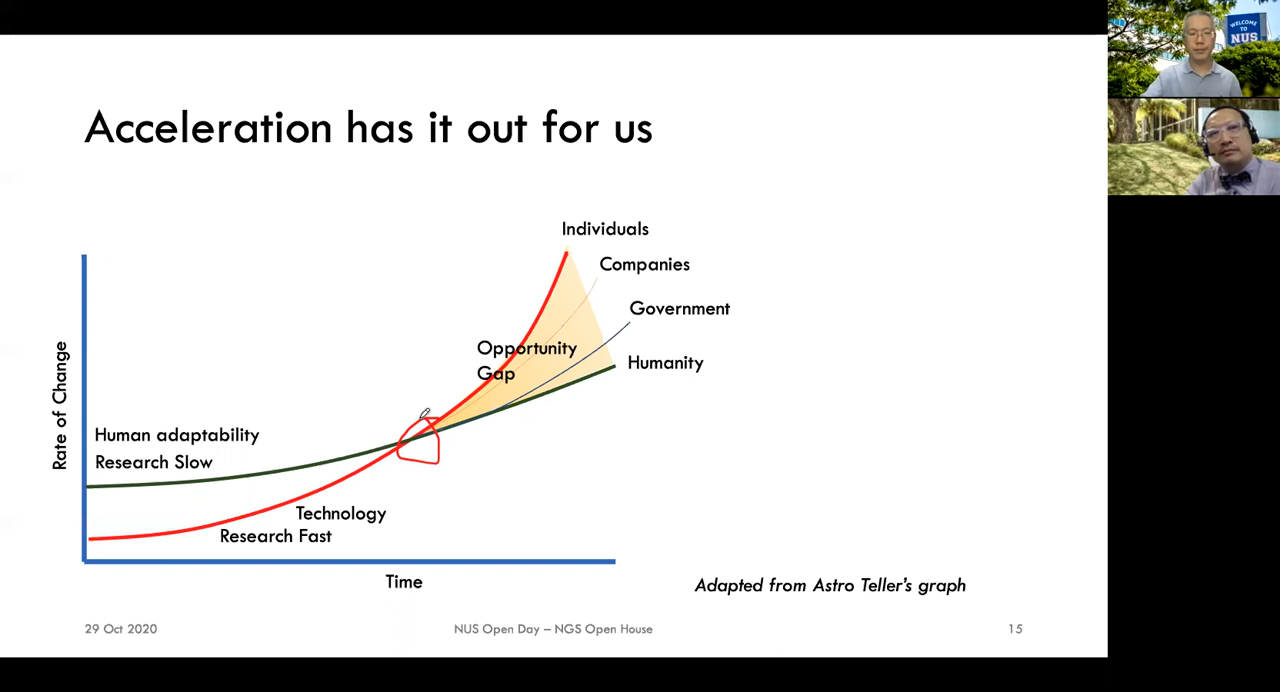 Acceleration has it out for us
Individuals
Companies
Government
Opportunity
Gap
Humanity
Rate of Change
Human adaptability
Research Slow
Technology
Research Fast
Time
Adapted from Astro Teller's graph
29 Oct 2020
NUS Open Day – NGS Open House
15
WELCOME
TO
NUS